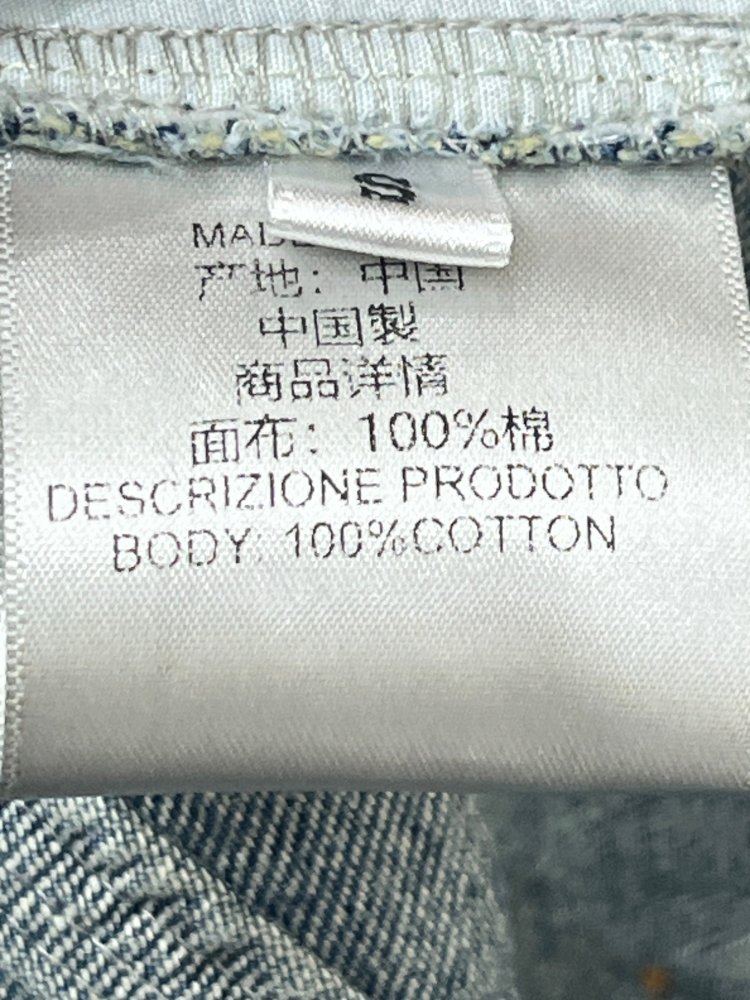 S
产地：中国
中国製
商品洋情
面布：100%棉
DESCRIZIONE PRODOTTO
BODY: 100%COTTON